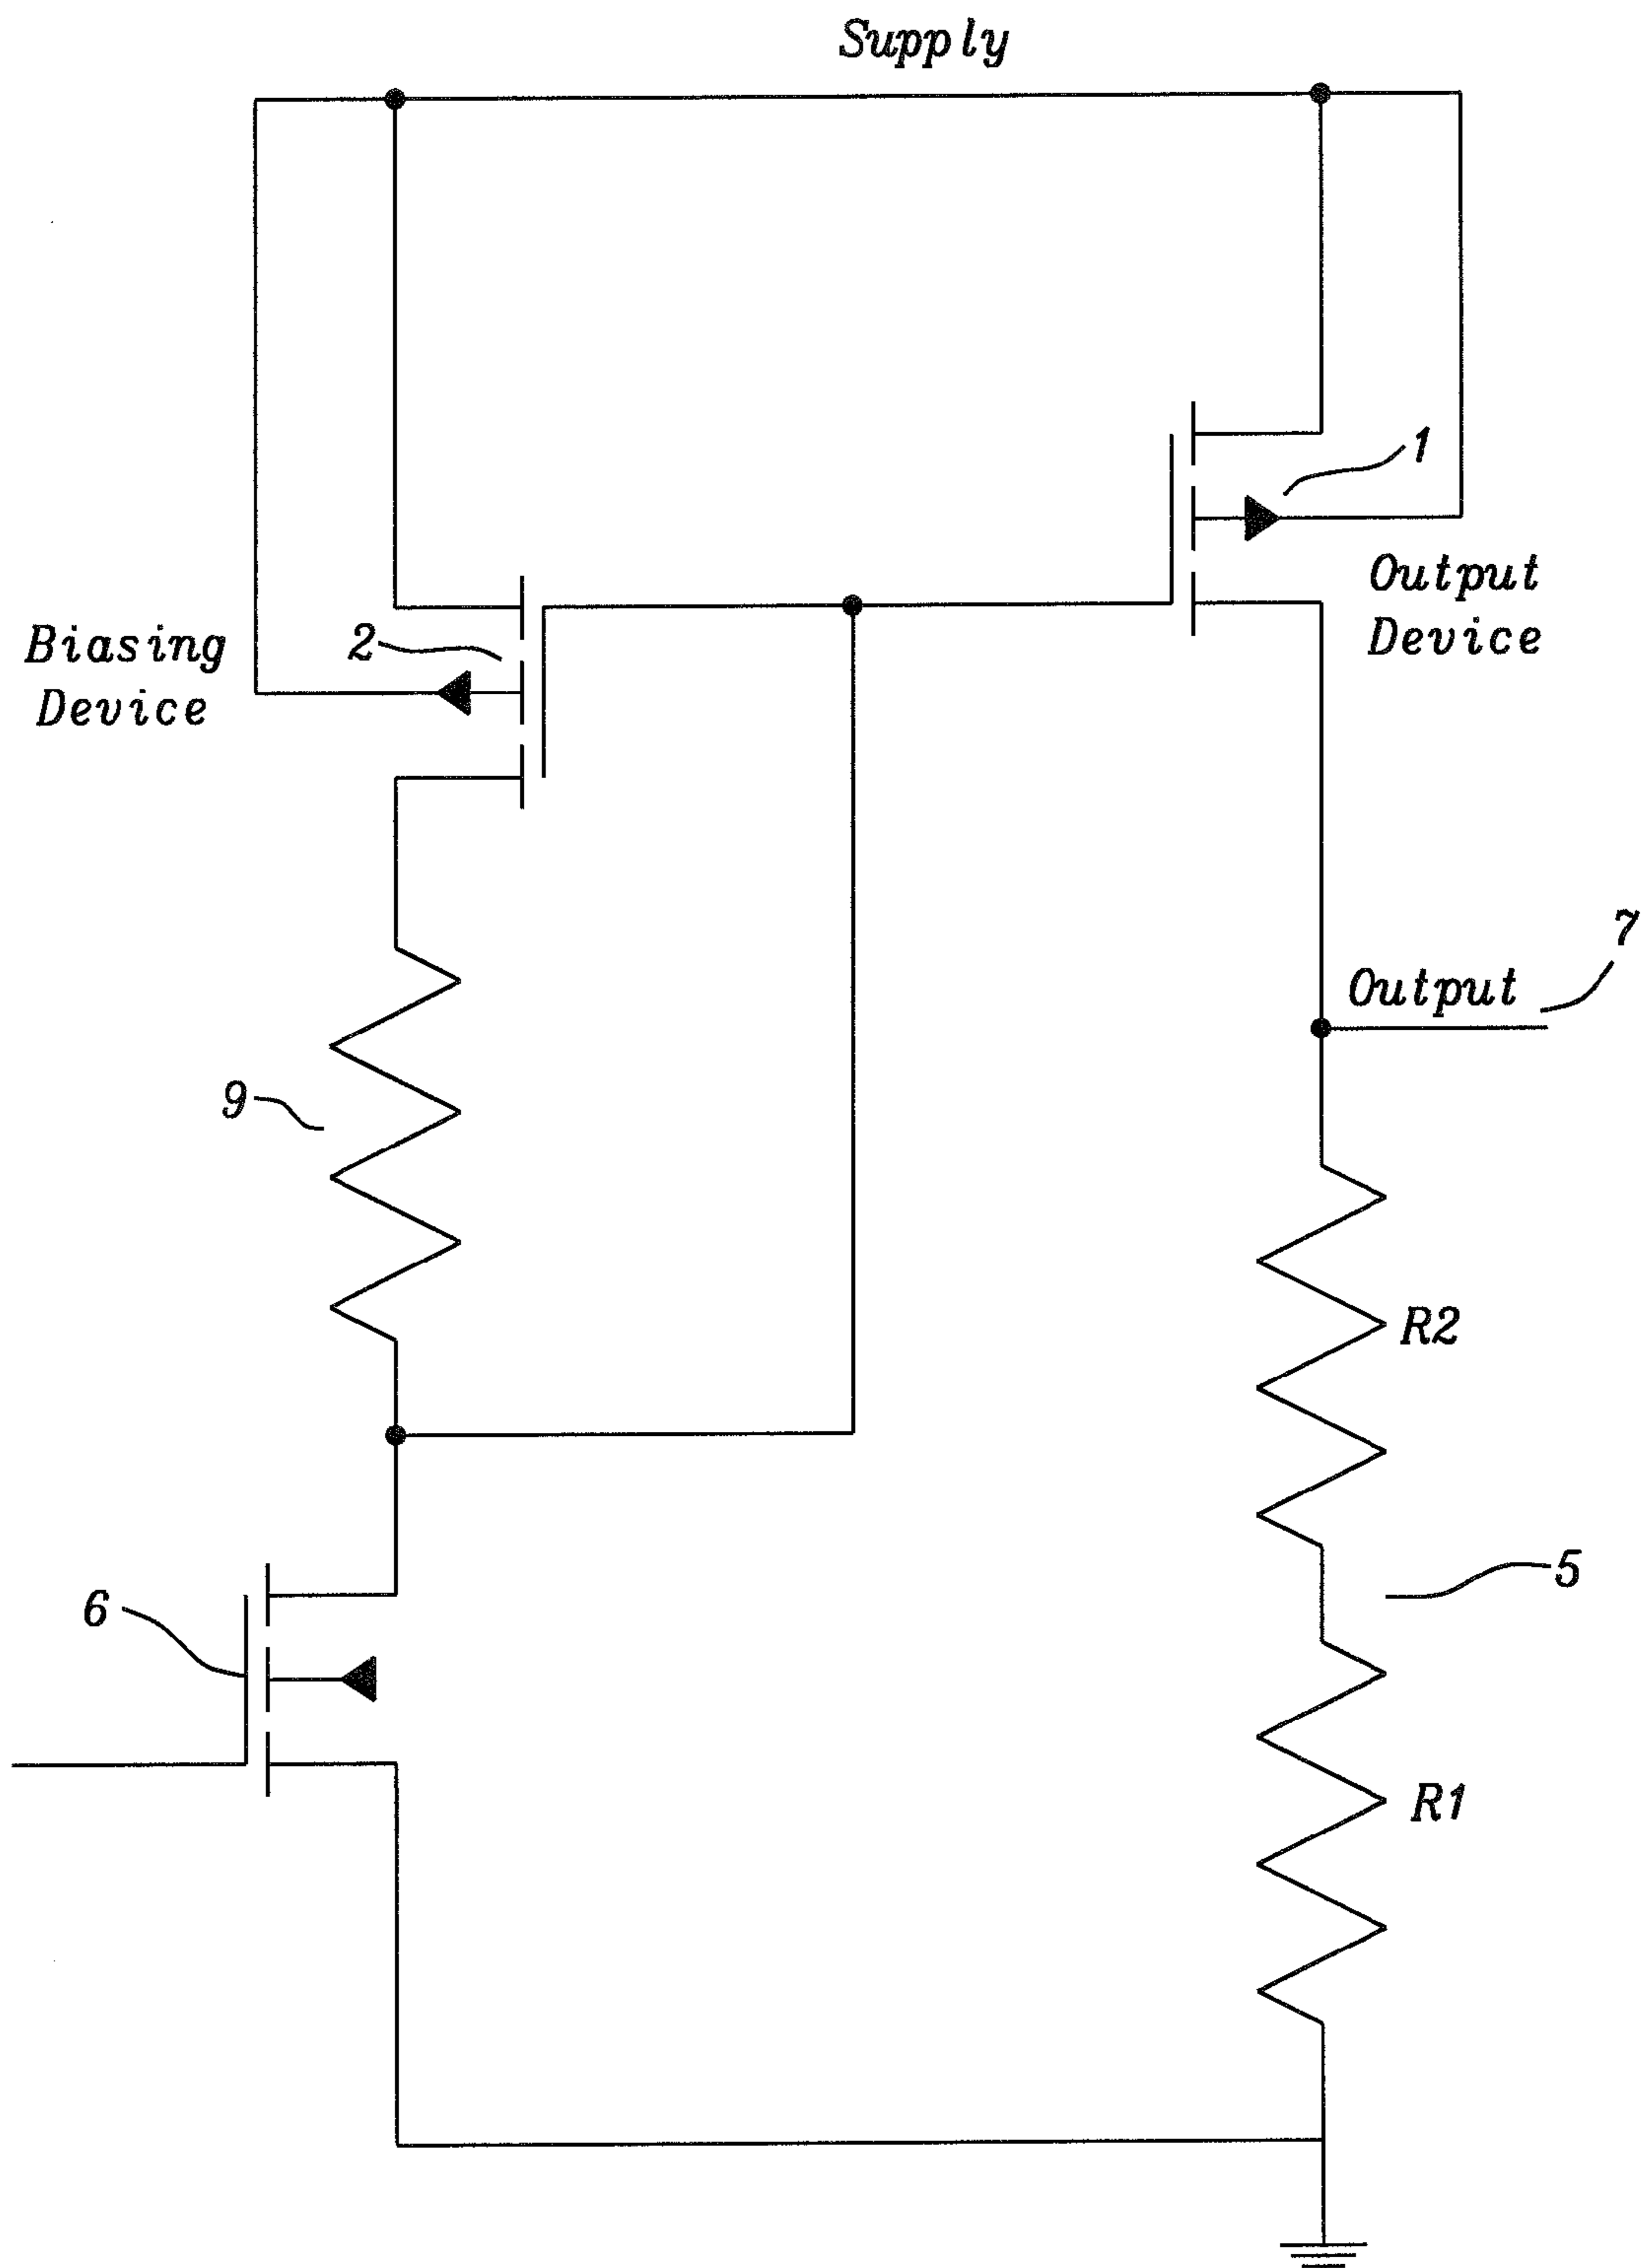 Supply
1
Output
Device
Biasing
Device
2
7
Output
9
R2
5
6
R1